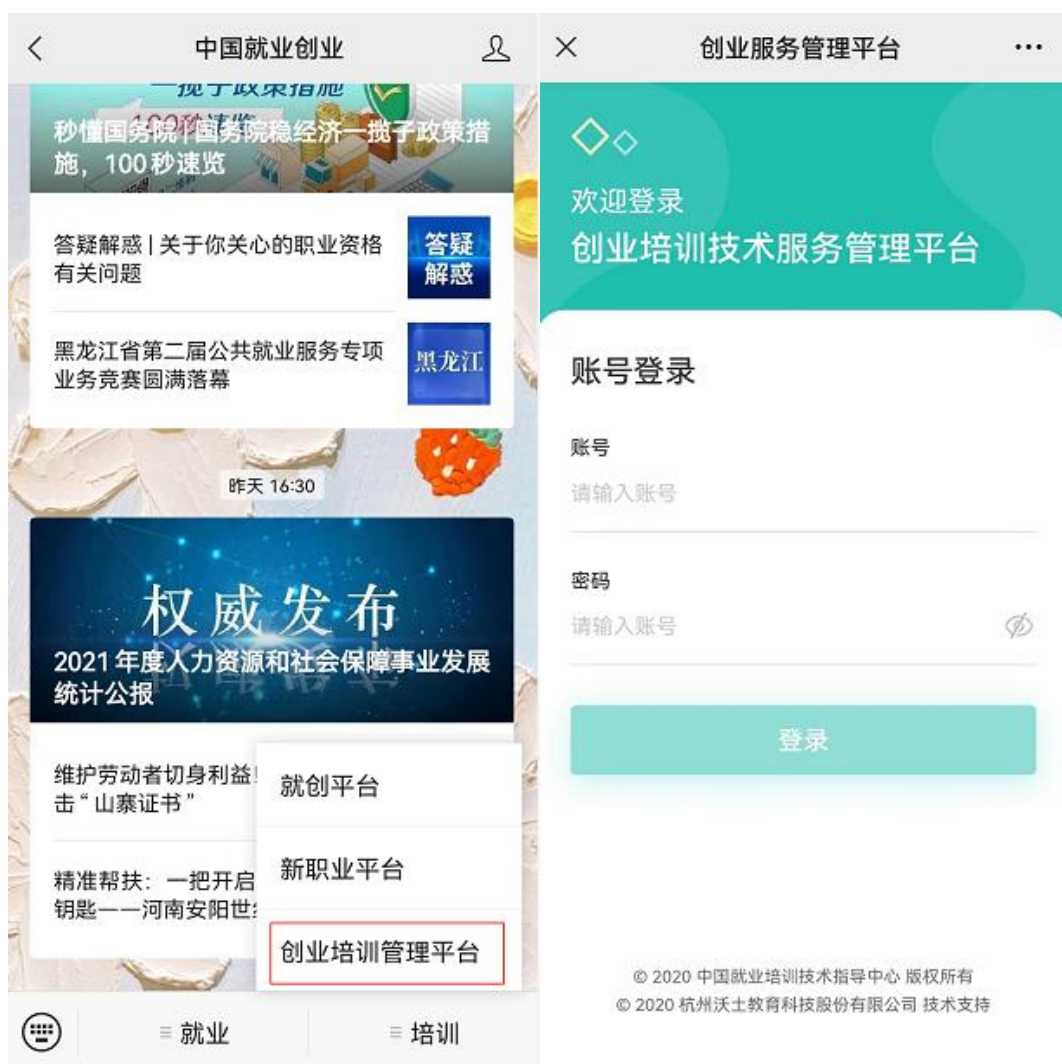 中国就业创业
一揽子政策措施
秒懂国务院|国务院稳经济一揽子政策措
施，100秒速览
答疑解惑|关于你关心的职业资格
有关问题
答疑
解惑
黑龙江省第二届公共就业服务专项
业务竞赛圆满落幕
黑龙江
昨天 16:30
权威发布
2021年度人力资源和社会保障事业发展
统计公报
维护劳动者切身利益
击“山寨证书”
精准帮扶：一把开启
钥匙——河南安阳世
就创平台
新职业平台
创业培训管理平台
就业
培训
创业服务管理平台
欢迎登录
创业培训技术服务管理平台
账号登录
账号
请输入账号
密码
请输入账号
登录
© 2020 中国就业培训技术指导中心 版权所有
© 2020 杭州沃土教育科技股份有限公司 技术支持